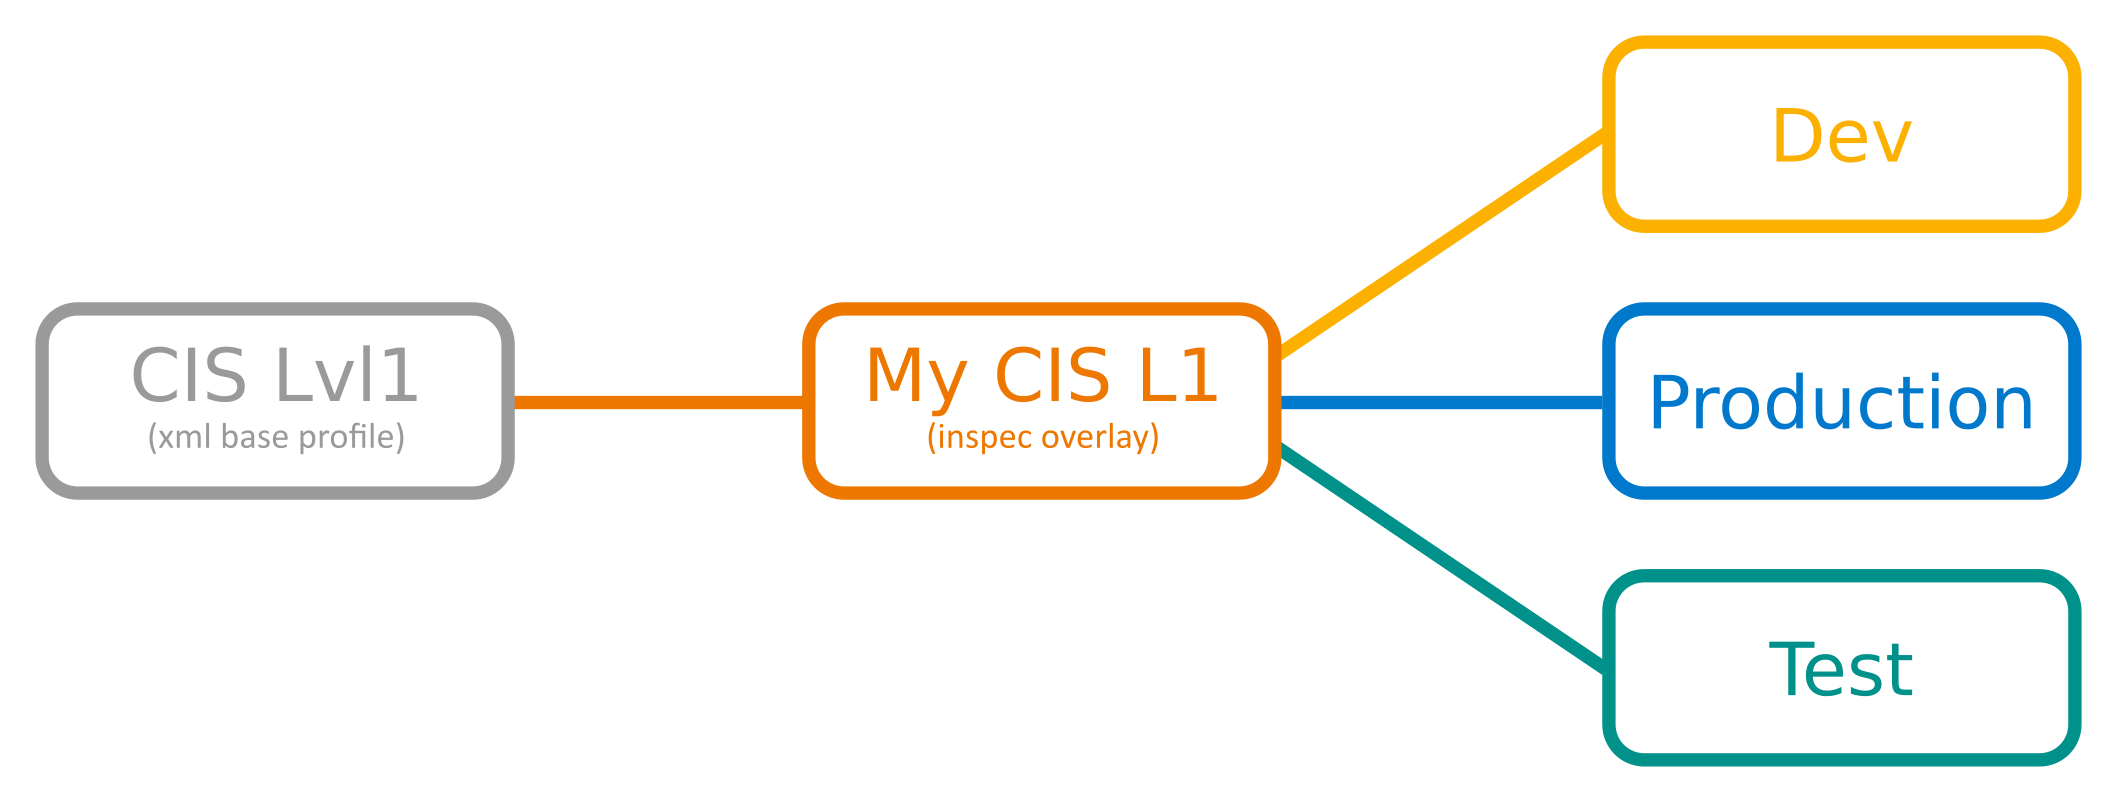 CIS Lvl1
(xml base profile)
My CIS L1
(inspec overlay)
Dev
Production
Test